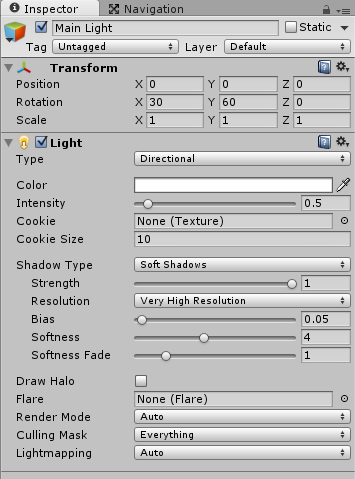 Inspector Navigation
Main Light Static
Tag Untagged Layer Default
Transform
Position X 0 Y 0 Z 0
Rotation X 30 Y 60 Z 0
Scale X 1 Y 1 Z 1
Light
Type Directional
Color
Intensity 0.5
Cookie None (Texture)
Cookie Size 10
Shadow Type Soft Shadows
Strength 1
Resolution Very High Resolution
Bias 0.05
Softness 4
Softness Fade 1
Draw Halo
Flare None (Flare)
Render Mode Auto
Culling Mask Everything
Lightmapping Auto